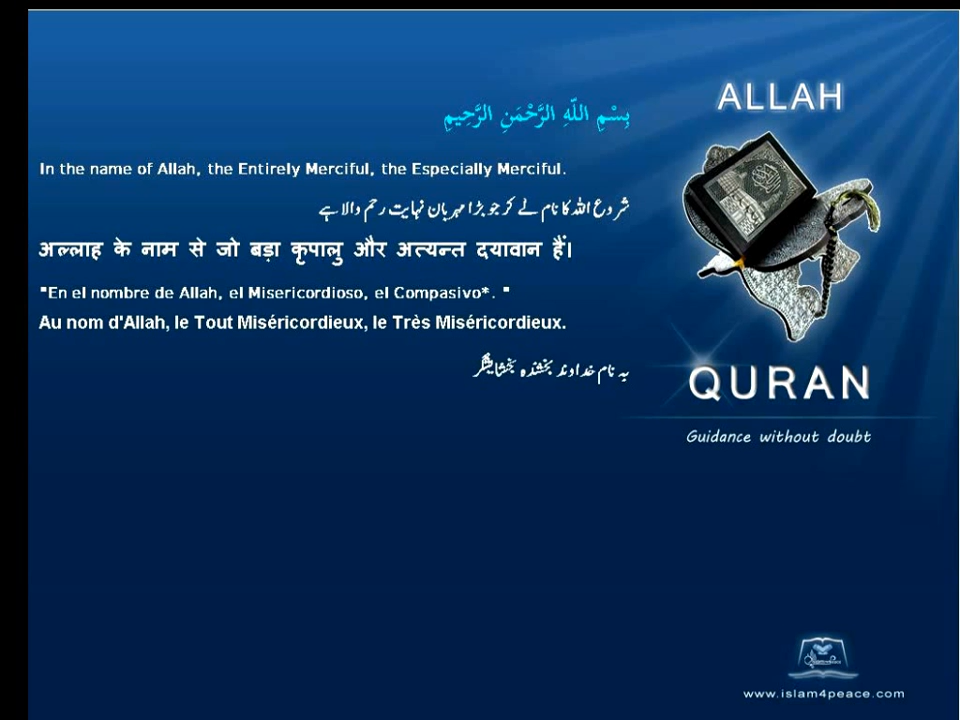 بِسْمِ اللّهِ الرَّحْمَنِ الرَّحِيمِ
In the name of Allah, the Entirely Merciful, the Especially Merciful.
شروع الله کا نام لے کر جو بڑا مہربان نہایت رحم والا ہے
अल्लाह के नाम से जो बड़ा कृपालु और अत्यन्त दयावान हैं।
"En el nombre de Allah, el Misericordioso, el Compasivo*. "
Au nom d'Allah, le Tout Miséricordieux, le Très Miséricordieux.
به نام خداوند بخشنده بخشایشگر
ALLAH
QURAN
Guidance without doubt
www.islam4peace.com